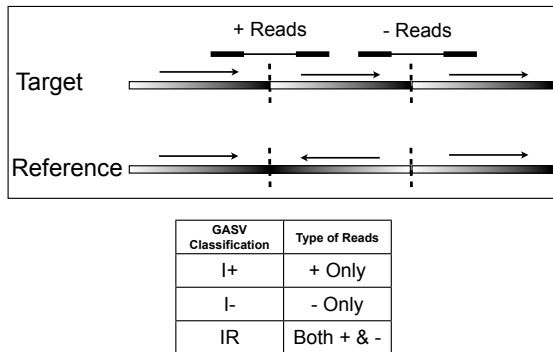 + Reads - Reads
Target
Reference
GASV Classification Type of Reads
I+ + Only
I- - Only
IR Both + & -